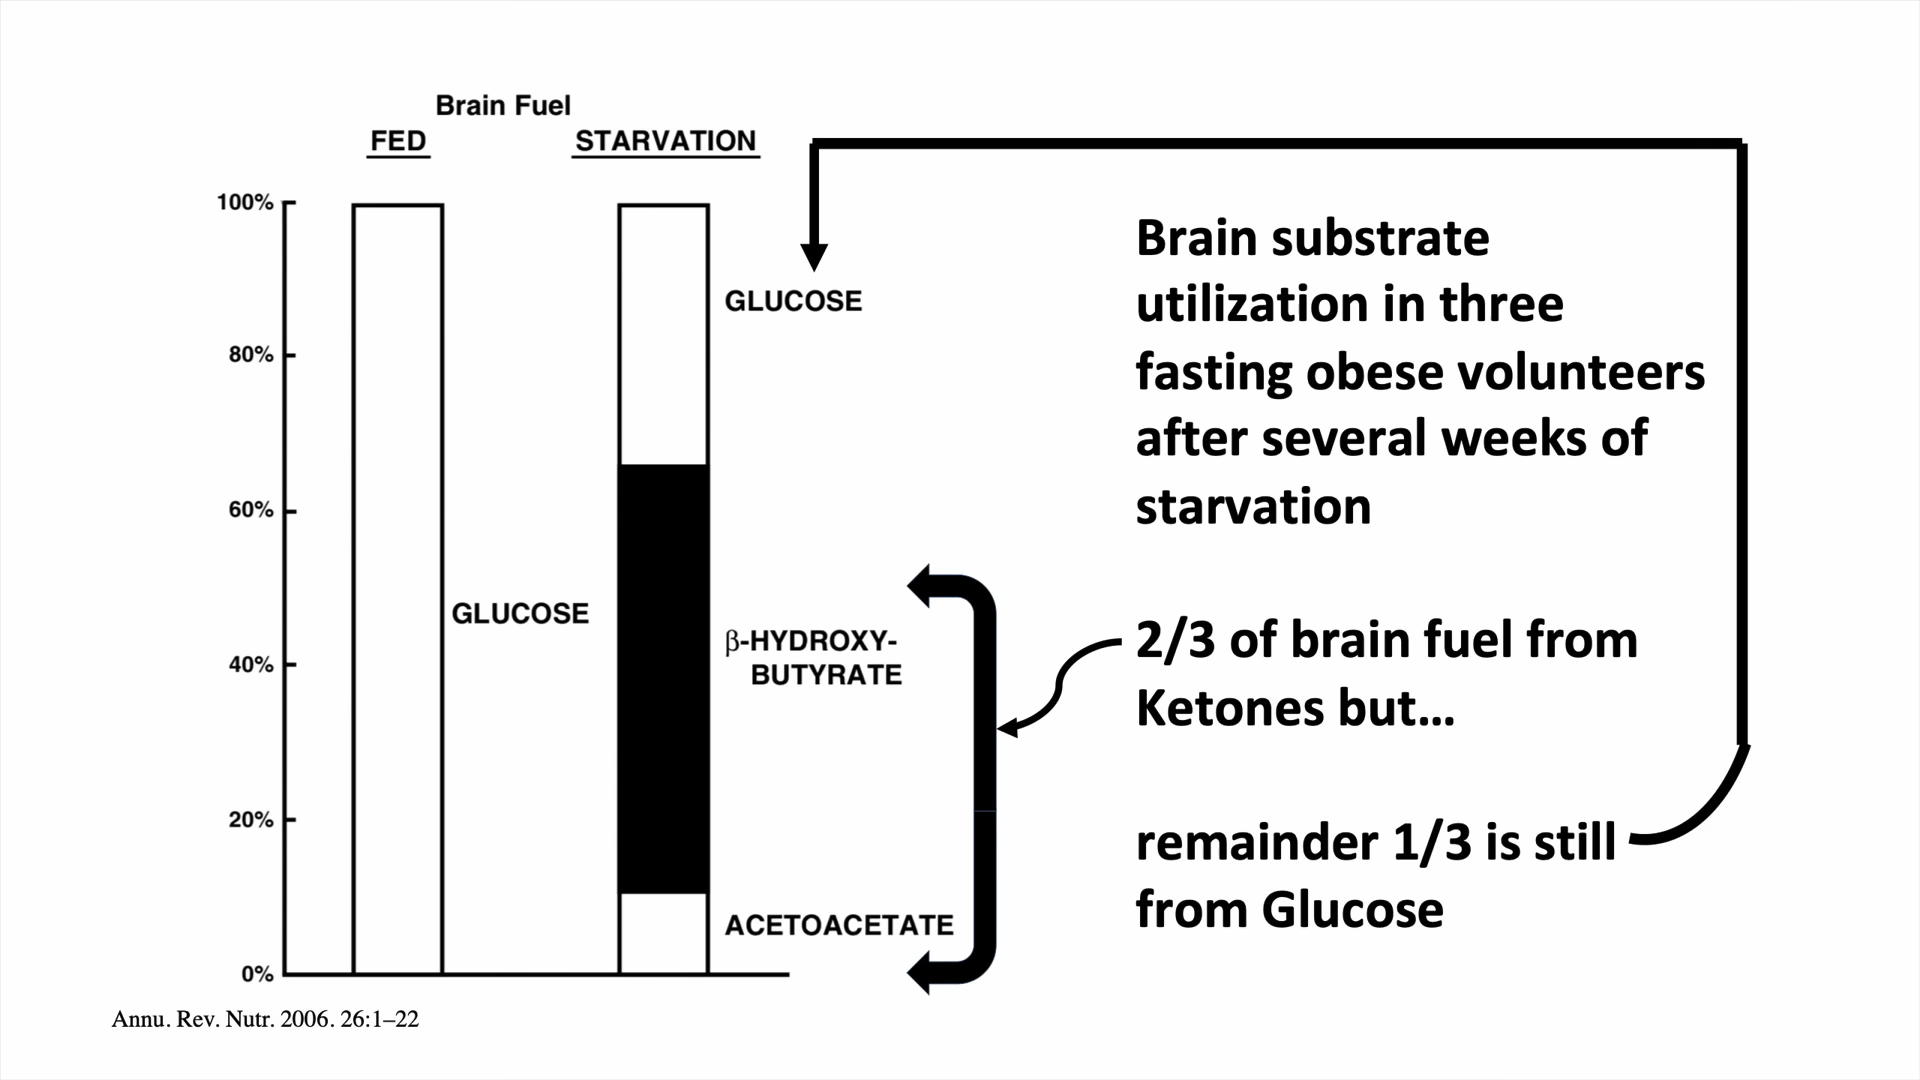 Brain Fuel
FED
STARVATION
100%
80%
60%
40%
20%
0%
GLUCOSE
GLUCOSE
β-HYDROXY-
BUTYRATE
ACETOACETATE
Brain substrate
utilization in three
fasting obese volunteers
after several weeks of
starvation
2/3 of brain fuel from
Ketones but...
remainder 1/3 is still
from Glucose
Annu. Rev. Nutr. 2006. 26:1–22